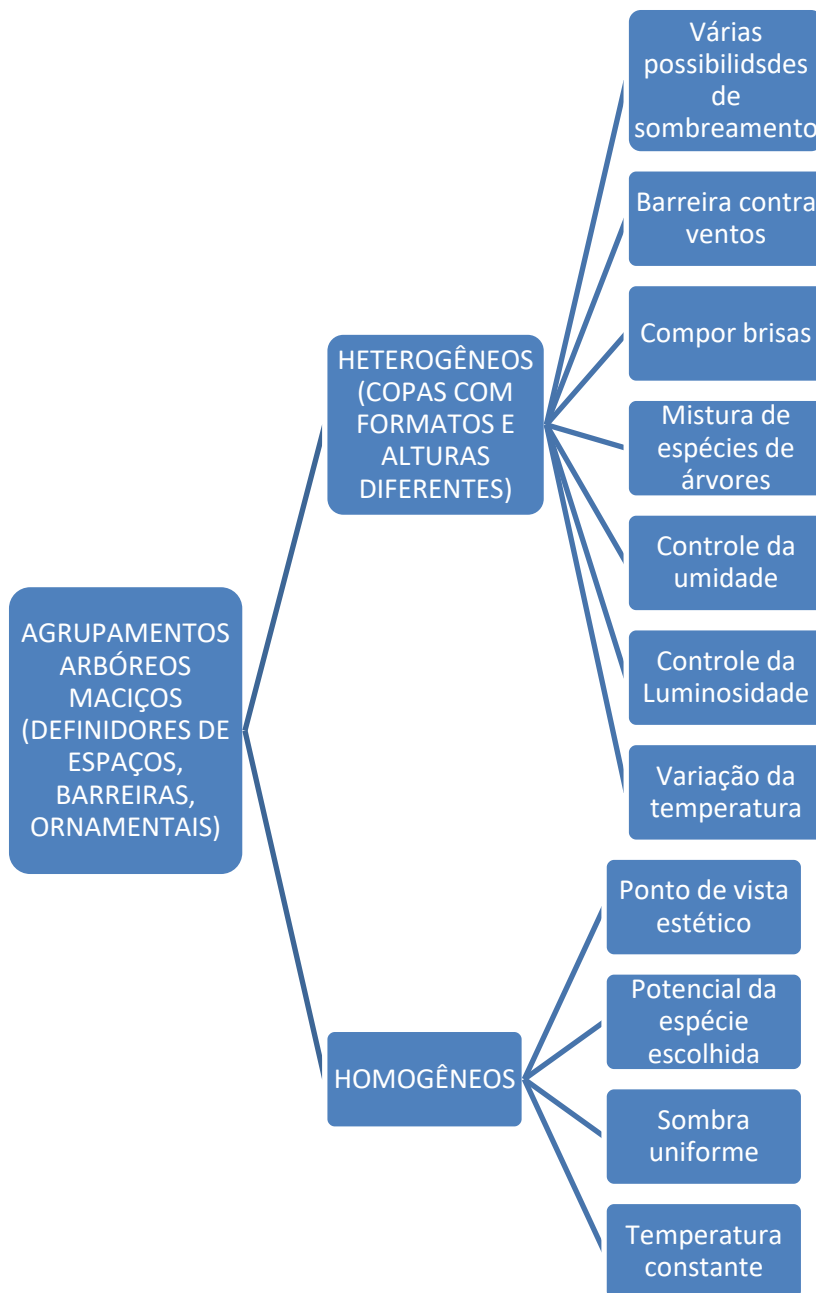 AGRUPAMENTOS
ARBÓREOS
MACIÇOS
(DEFINIDORES DE
ESPAÇOS,
BARREIRAS,
ORNAMENTAIS)
HETEROGÊNEOS
(COPAS COM
FORMATOS E
ALTURAS
DIFERENTES)
Várias
possibilidsdes
de
sombreamento
Barreira contra
ventos
Compor brisas
Mistura de
espécies de
árvores
Controle da
umidade
Controle da
Luminosidade
Variação da
temperatura
HOMOGÊNEOS
Ponto de vista
estético
Potencial da
espécie
escolhida
Sombra
uniforme
Temperatura
constante